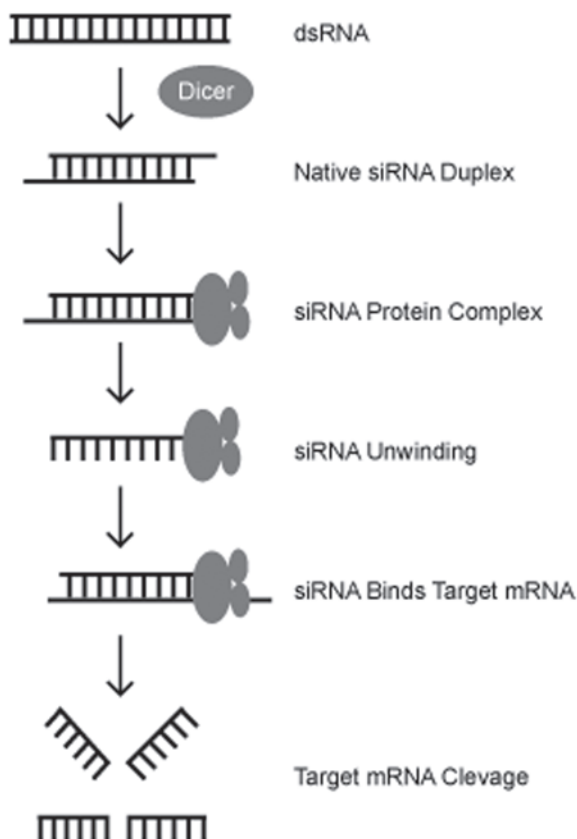 dsRNA
Dicer
Native siRNA Duplex
siRNA Protein Complex
siRNA Unwinding
siRNA Binds Target mRNA
Target mRNA Clevage